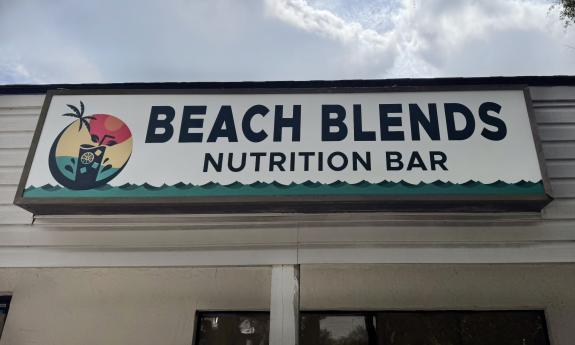 BEACH BLENDS
NUTRITION BAR